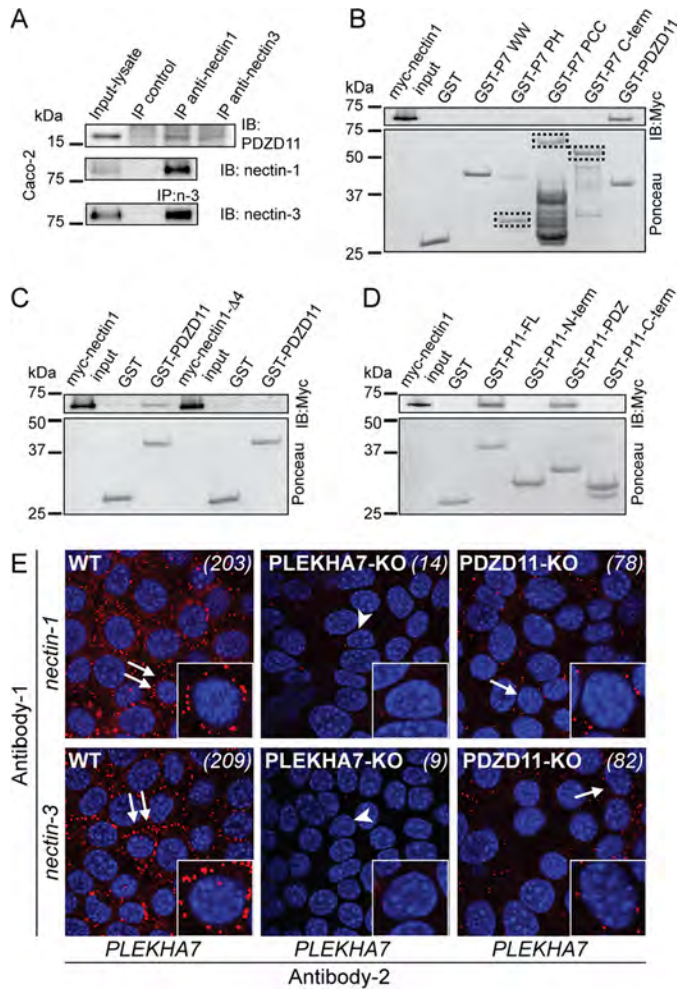 A
Input-lysate
IP control
IP anti-nectin1
IP anti-nectin3
kDa
15
IB:
PDZD11
Caco-2
75
IB: nectin-1
IP:n-3
75
IB: nectin-3
B
myc-nectin1
input
GST
GST-P7 WW
GST-P7 PH
GST-P7 PCC
GST-P7 C-term
GST-PDZD11
kDa
75
75
IB:Myc
50
37
25
Ponceau
C
myc-nectin1
input
GST
GST-PDZD11
myc-nectin1-Δ4
input
GST
GST-PDZD11
kDa
75
IB:Myc
50
37
25
Ponceau
D
myc-nectin1
input
GST
GST-P11-FL
GST-P11-N-term
GST-P11-PDZ
GST-P11-C-term
kDa
75
IB:Myc
50
37
25
Ponceau
E
WT (203)
PLEKHA7-KO (14)
PDZD11-KO (78)
nectin-1
Antibody-1
WT (209)
PLEKHA7-KO (9)
PDZD11-KO (82)
nectin-3
PLEKHA7
PLEKHA7
PLEKHA7
Antibody-2